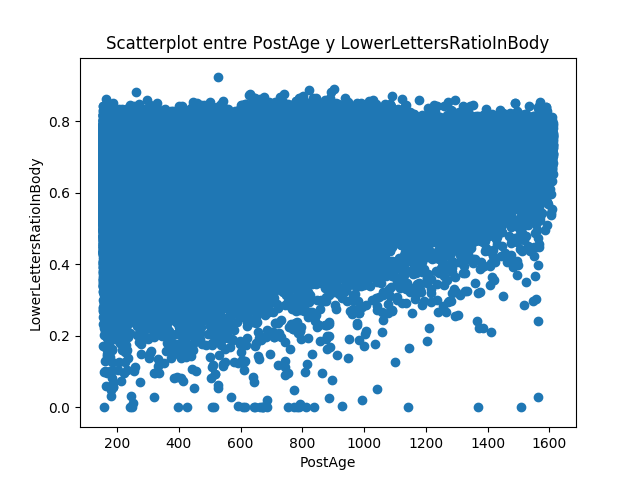 Scatterplot entre PostAge y LowerLettersRatioInBody
LowerLettersRatioInBody
0.8
0.6
0.4
0.2
0.0
200 400 600 800 1000 1200 1400 1600
PostAge